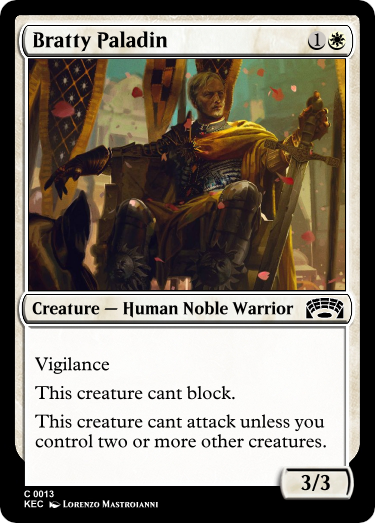 Bratty Paladin 1
Creature — Human Noble Warrior
Vigilance
This creature cant block.
This creature cant attack unless you
control two or more other creatures.
3/3
C 0013
KEC Lorenzo Mastroianni